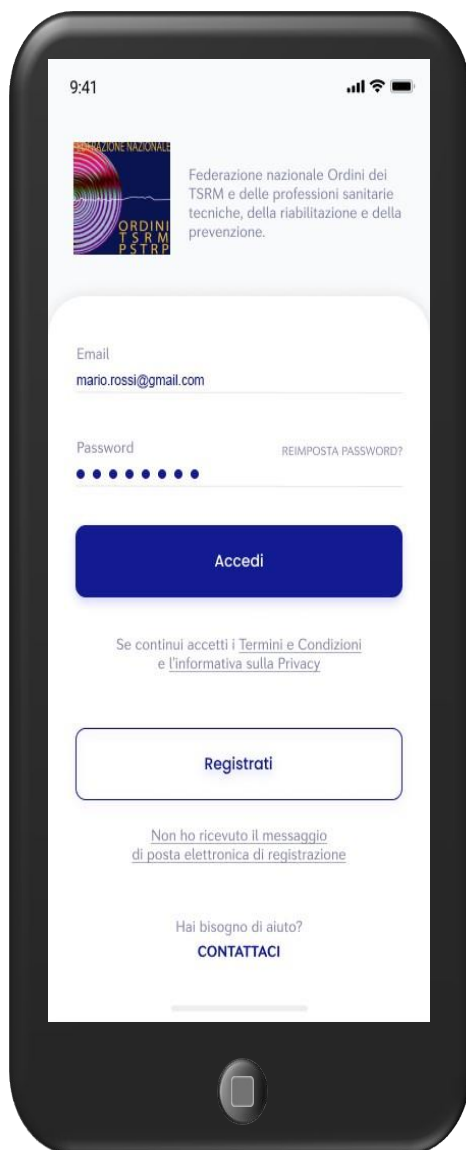 9:41
FEDERAZIONE NAZIONALE
ORDINI
TSRM
PSTRP
Federazione nazionale Ordini dei
TSRM e delle professioni sanitarie
tecniche, della riabilitazione e della
prevenzione.
Email
mario.rossi@gmail.com
Password
REIMPOSTA PASSWORD?
Accedi
Se continui accetti i Termini e Condizioni
e l'informativa sulla Privacy
Registrati
Non ho ricevuto il messaggio
di posta elettronica di registrazione
Hai bisogno di aiuto?
CONTATTACI